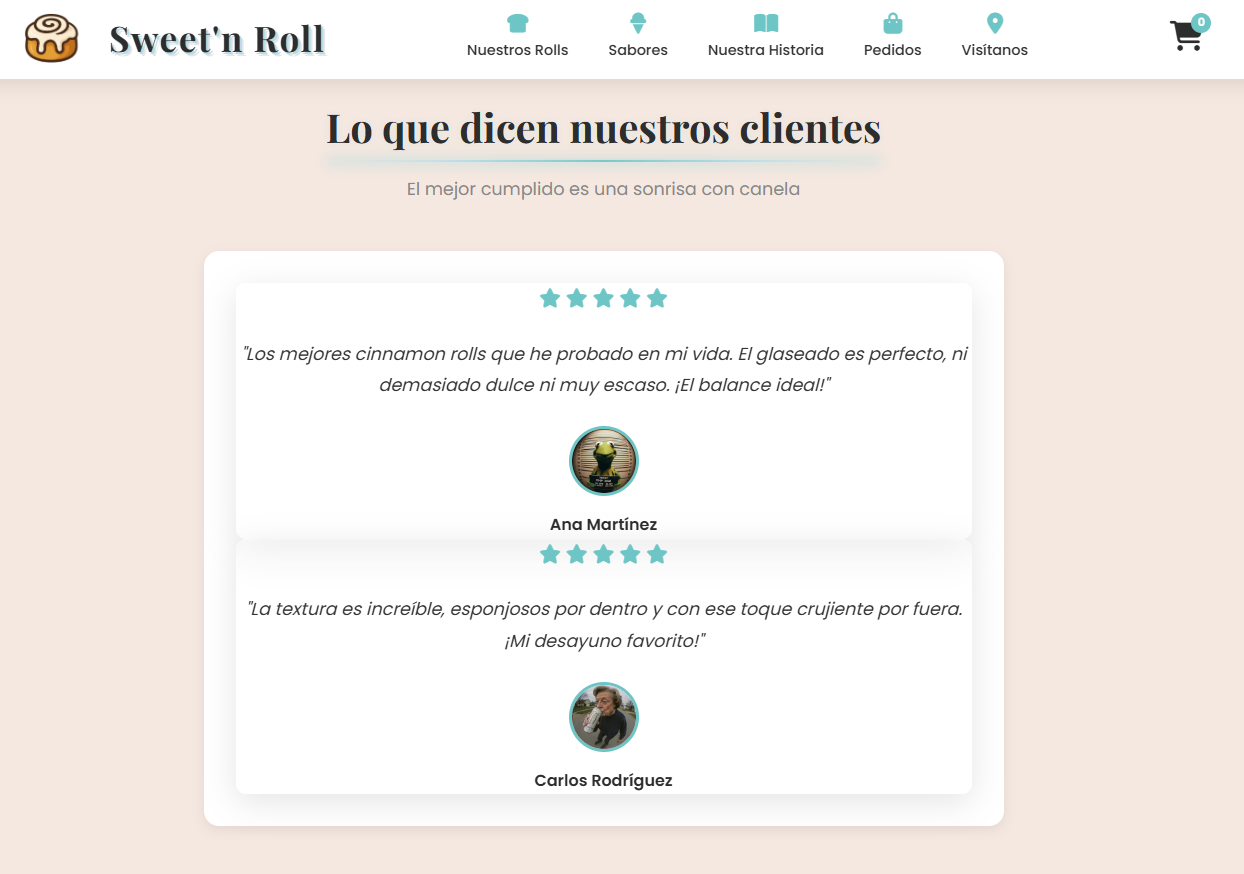 Sweet'n Roll
Nuestros Rolls
Sabores
Nuestra Historia
Pedidos
Visítanos
0
Lo que dicen nuestros clientes
El mejor cumplido es una sonrisa con canela
"Los mejores cinnamon rolls que he probado en mi vida. El glaseado es perfecto, ni
demasiado dulce ni muy escaso. ¡El balance ideal!"
Ana Martínez
"La textura es increíble, esponjosos por dentro y con ese toque crujiente por fuera.
¡Mi desayuno favorito!"
Carlos Rodríguez